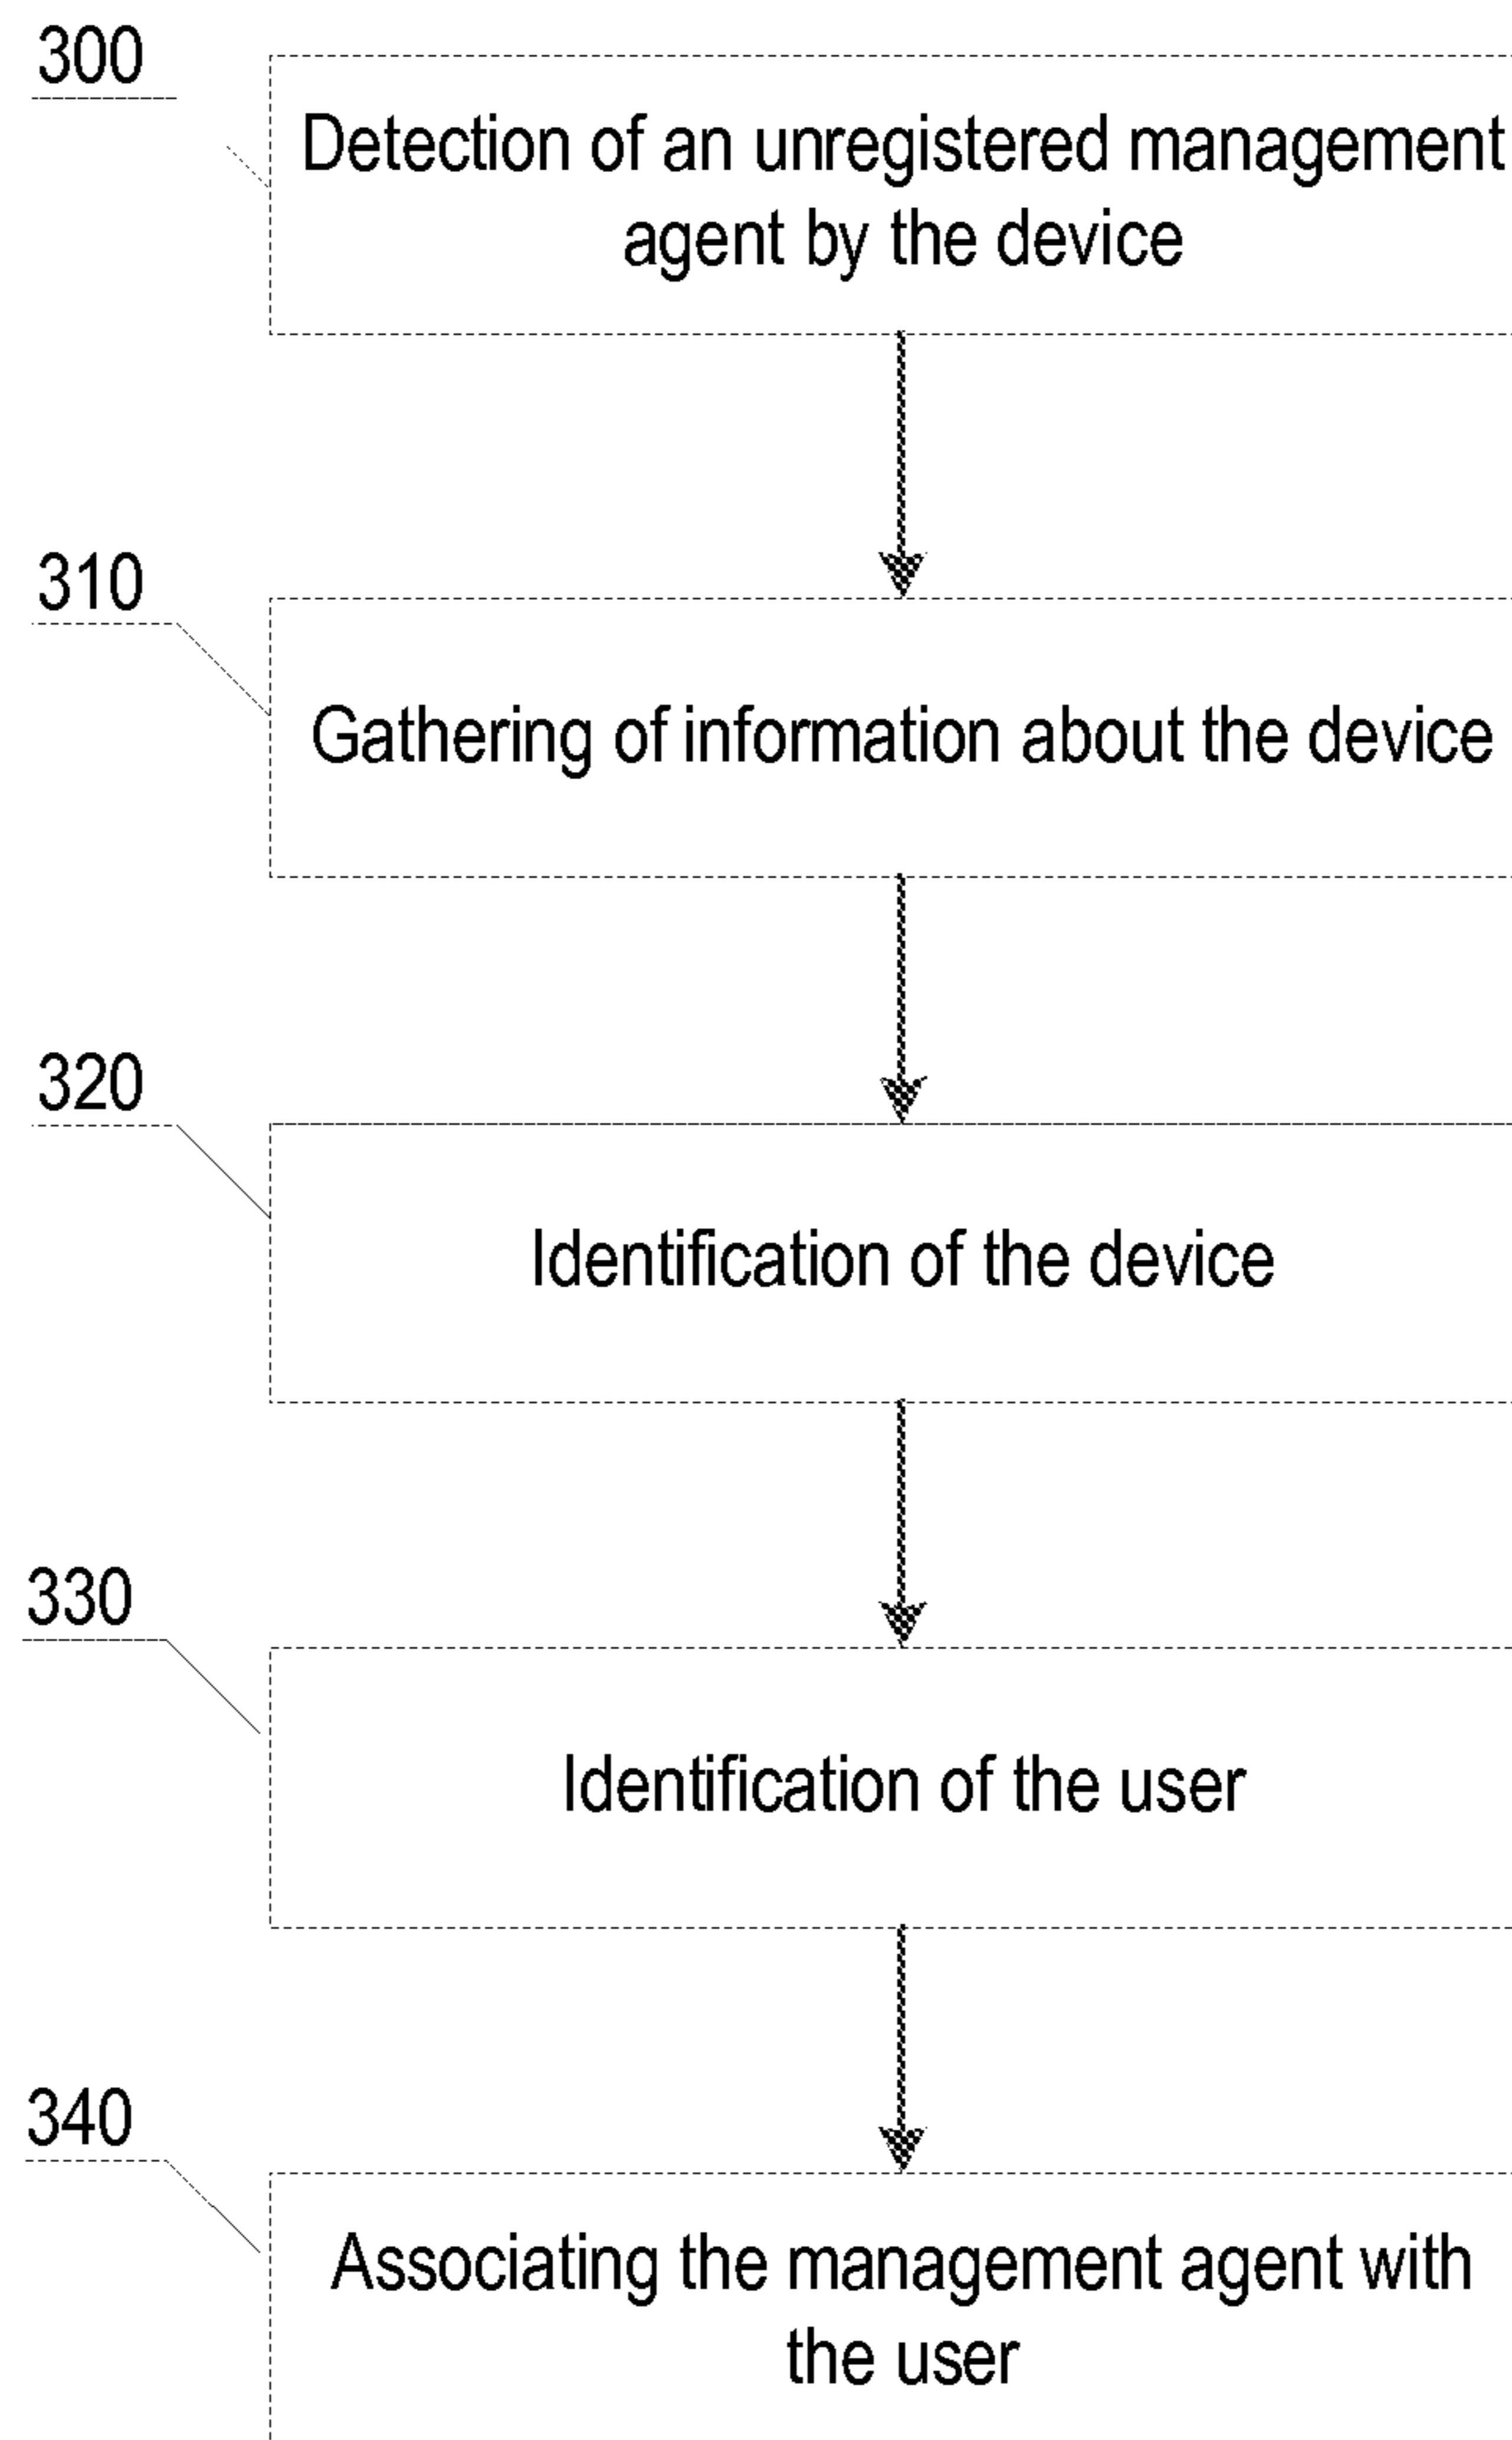 300
Detection of an unregistered management
agent by the device
310
Gathering of information about the device
320
Identification of the device
330
Identification of the user
340
Associating the management agent with
the user